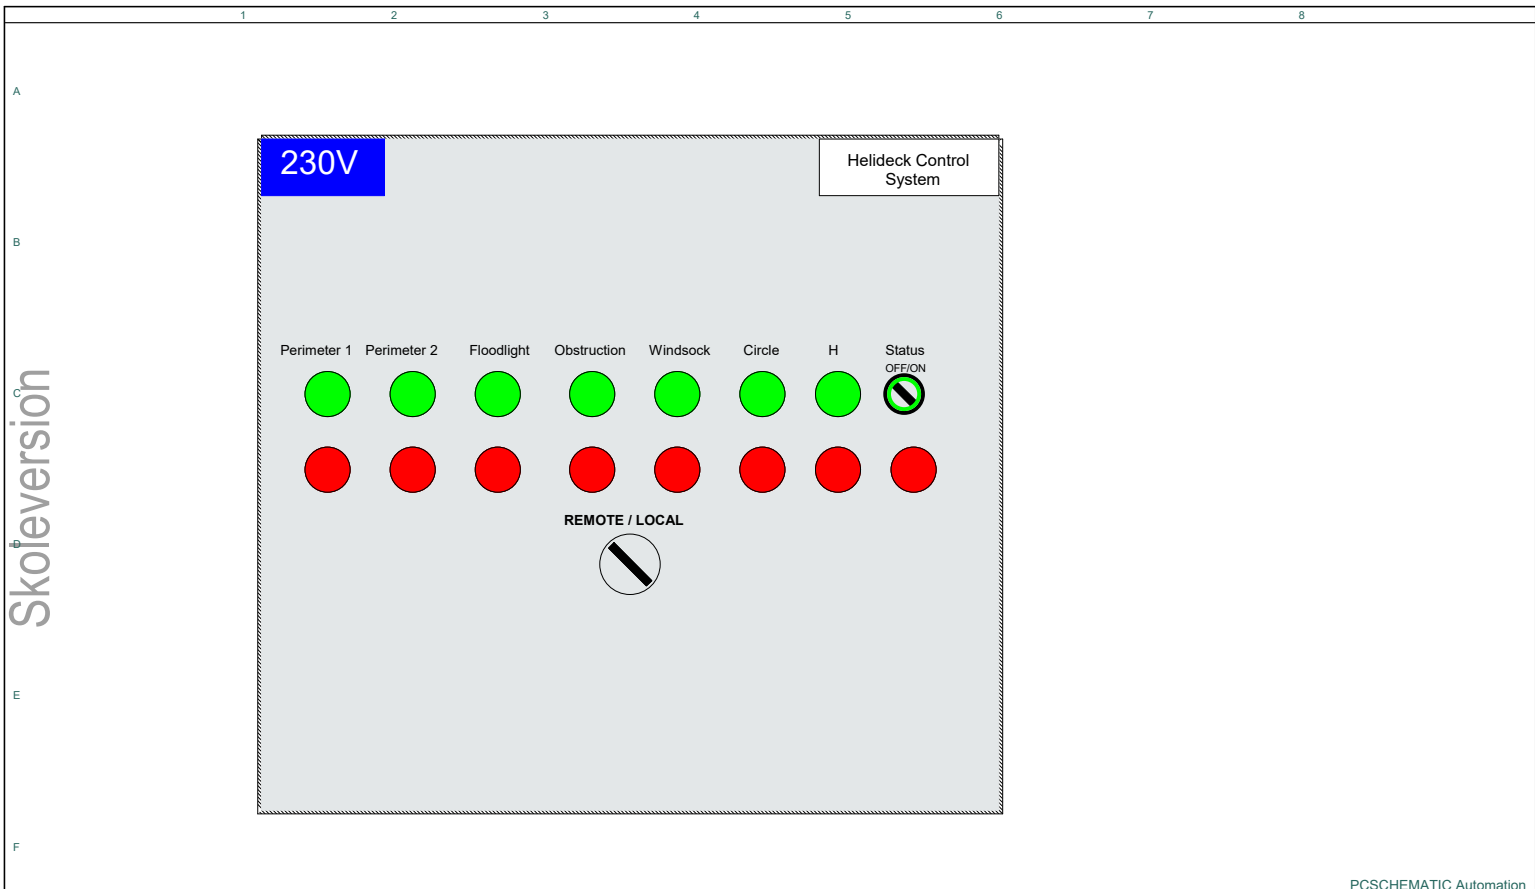 1 2 3 4 5 6 7 8
A
230V
Helideck Control
System
B
Perimeter 1 Perimeter 2 Floodlight Obstruction Windsock Circle H Status
OFF/ON
C
REMOTE / LOCAL
D
E
F
Skoleversion
PCSCHEMATIC Automation